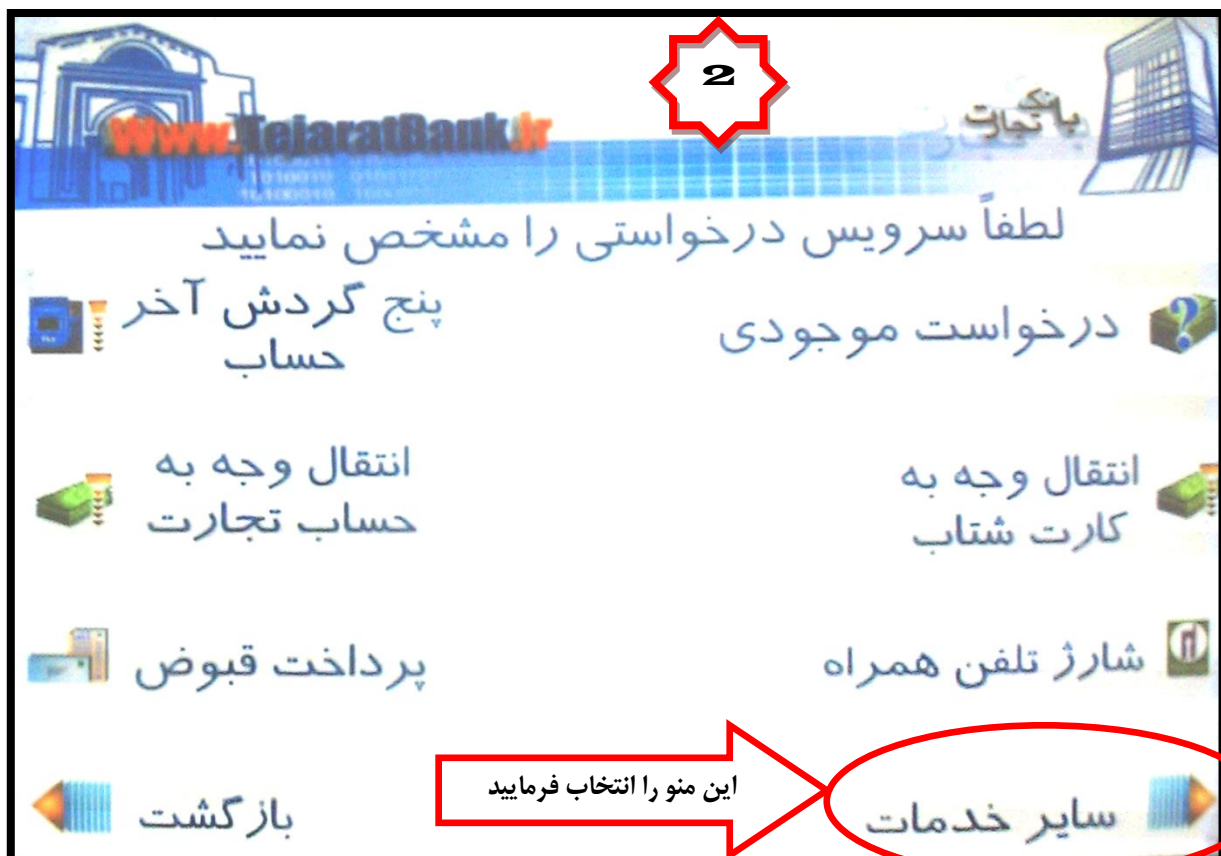 2
Www.TejaratBank.ir
بانک تجارت
لطفاً سرویس درخواستی را مشخص نمایید
درخواست موجودی
پنج گردش آخر
حساب
انتقال وجه به
کارت شتاب
انتقال وجه به
حساب تجارت
شارژ تلفن همراه
پرداخت قبوض
سایر خدمات
این منو را انتخاب فرمایید
بازگشت